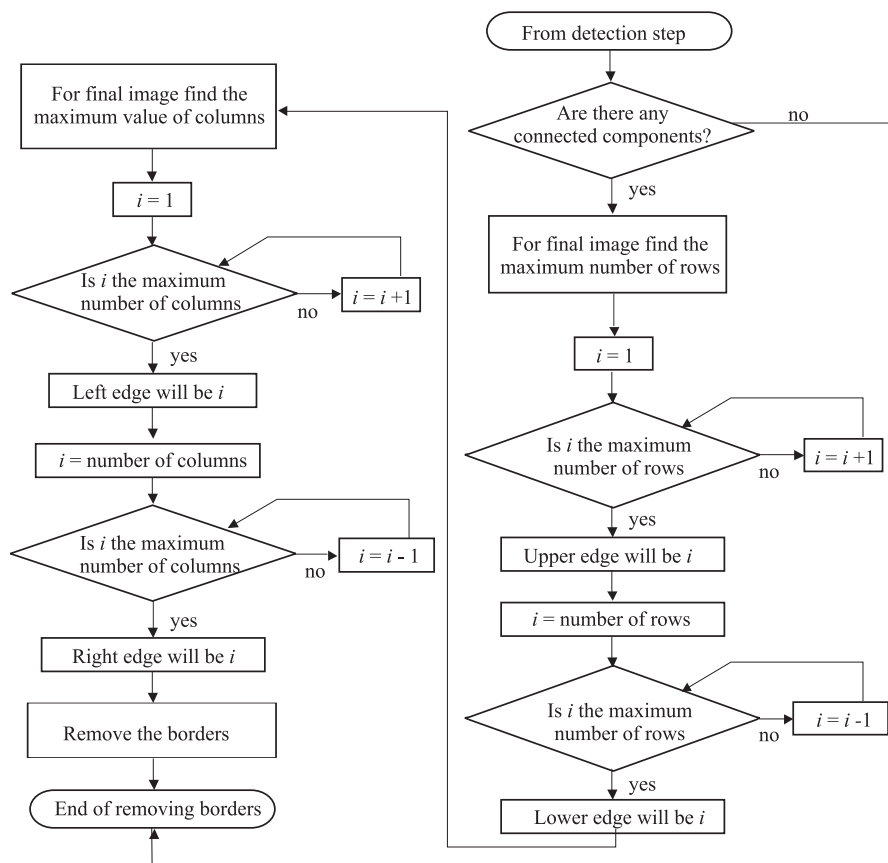 From detection step
Are there any
connected components?
no
yes
For final image find the
maximum number of rows
i = 1
Is i the maximum
number of rows
no
i = i +1
yes
Upper edge will be i
i = number of rows
Is i the maximum
number of rows
no
i = i -1
yes
Lower edge will be i
For final image find the
maximum value of columns
i = 1
Is i the maximum
number of columns
no
i = i +1
yes
Left edge will be i
i = number of columns
Is i the maximum
number of columns
no
i = i - 1
yes
Right edge will be i
Remove the borders
End of removing borders